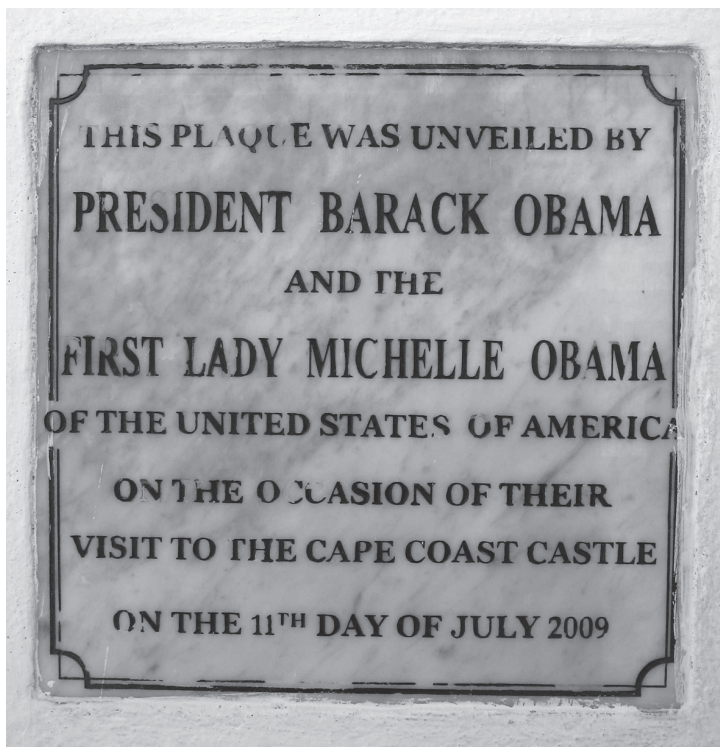 THIS PLAQUE WAS UNVEILED BY
PRESIDENT BARACK OBAMA
AND THE
FIRST LADY MICHELLE OBAMA
OF THE UNITED STATES OF AMERICA
ON THE OCCASION OF THEIR
VISIT TO THE CAPE COAST CASTLE
ON THE 11TH DAY OF JULY 2009